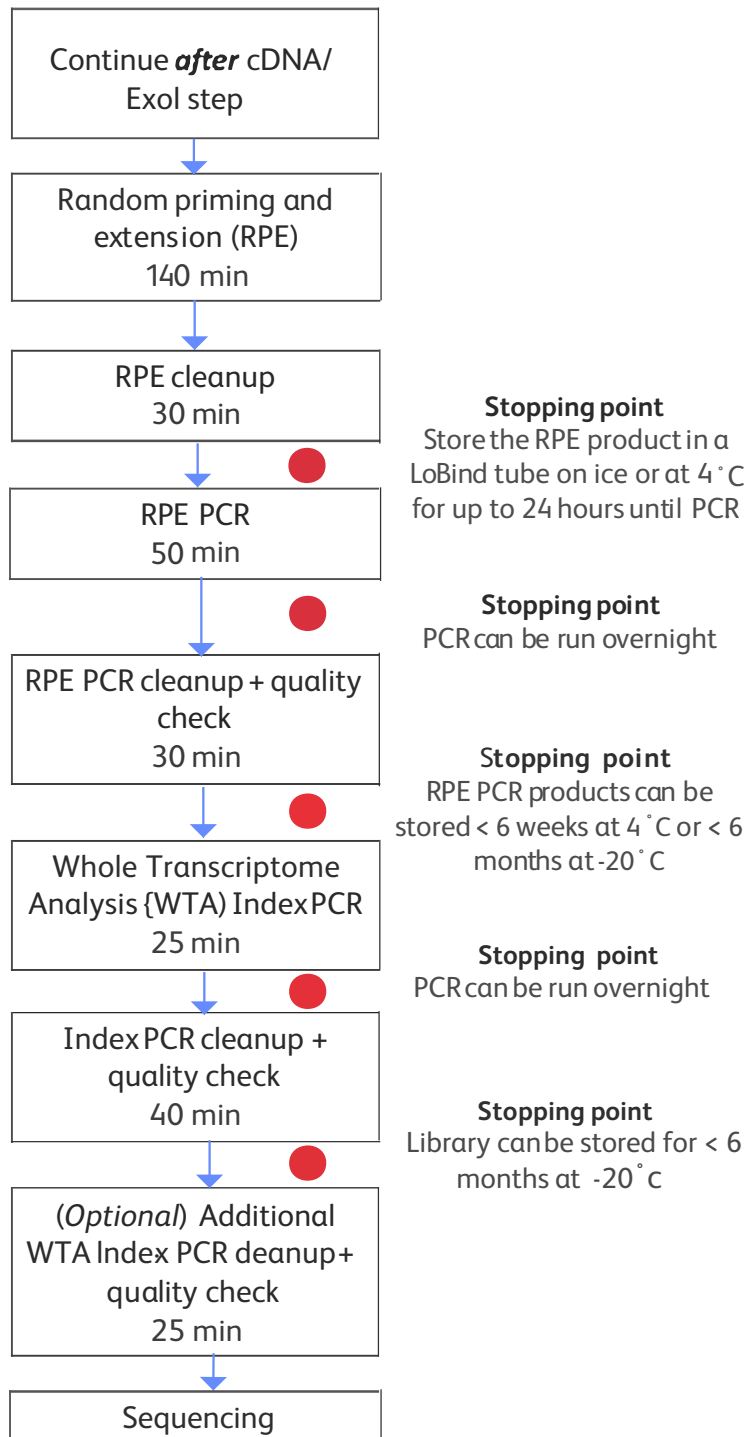 Continue after cDNA/
ExoI step
Random priming and
extension (RPE)
140 min
RPE cleanup
30 min
Stopping point
Store the RPE product in a
LoBind tube on ice or at 4˚C
for up to 24 hours until PCR
RPE PCR
50 min
Stopping point
PCR can be run overnight
RPE PCR cleanup + quality
check
30 min
Stopping point
RPE PCR products can be
stored < 6 weeks at 4˚C or < 6
months at -20˚C
Whole Transcriptome
Analysis {WTA) Index PCR
25 min
Stopping point
PCR can be run overnight
Index PCR cleanup +
quality check
40 min
Stopping point
Library can be stored for < 6
months at -20˚c
(Optional) Additional
WTA Index PCR deanup+
quality check
25 min
Sequencing